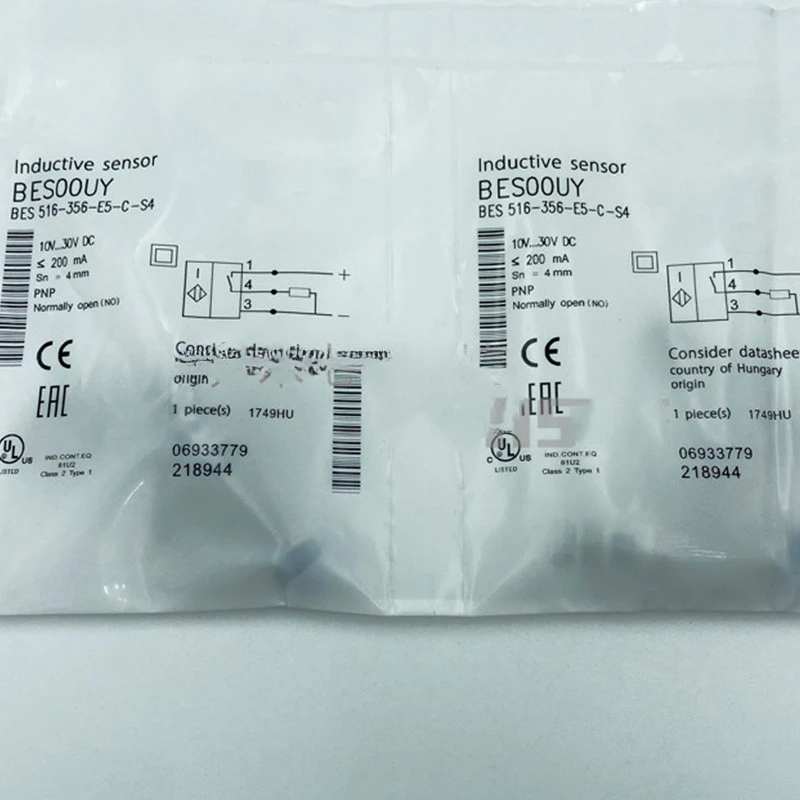 Inductive sensor
BES00UY
BES 516-356-E5-C-S4
10V...30V DC
≤ 200 mA
Sn = 4mm
PNP
Normally open (NO)
1
4
3
+
−
CE
EAC
origin
1 piece(s) 1749HU
06933779
218944
UL
US
LISTED
IND.CONT.EQ
81U2
Class 2 Type 1
Inductive sensor
BES00UY
BES 516-356-E5-C-S4
10V...30V DC
≤ 200 mA
Sn = 4mm
PNP
Normally open (NO)
1
4
3
CE
EAC
Consider datashee
country of Hungary
origin
1 piece(s) 1749HU
06933779
218944
C UL US
LISTED
IND.CONT.EQ
81U2
Class 2 Type 1